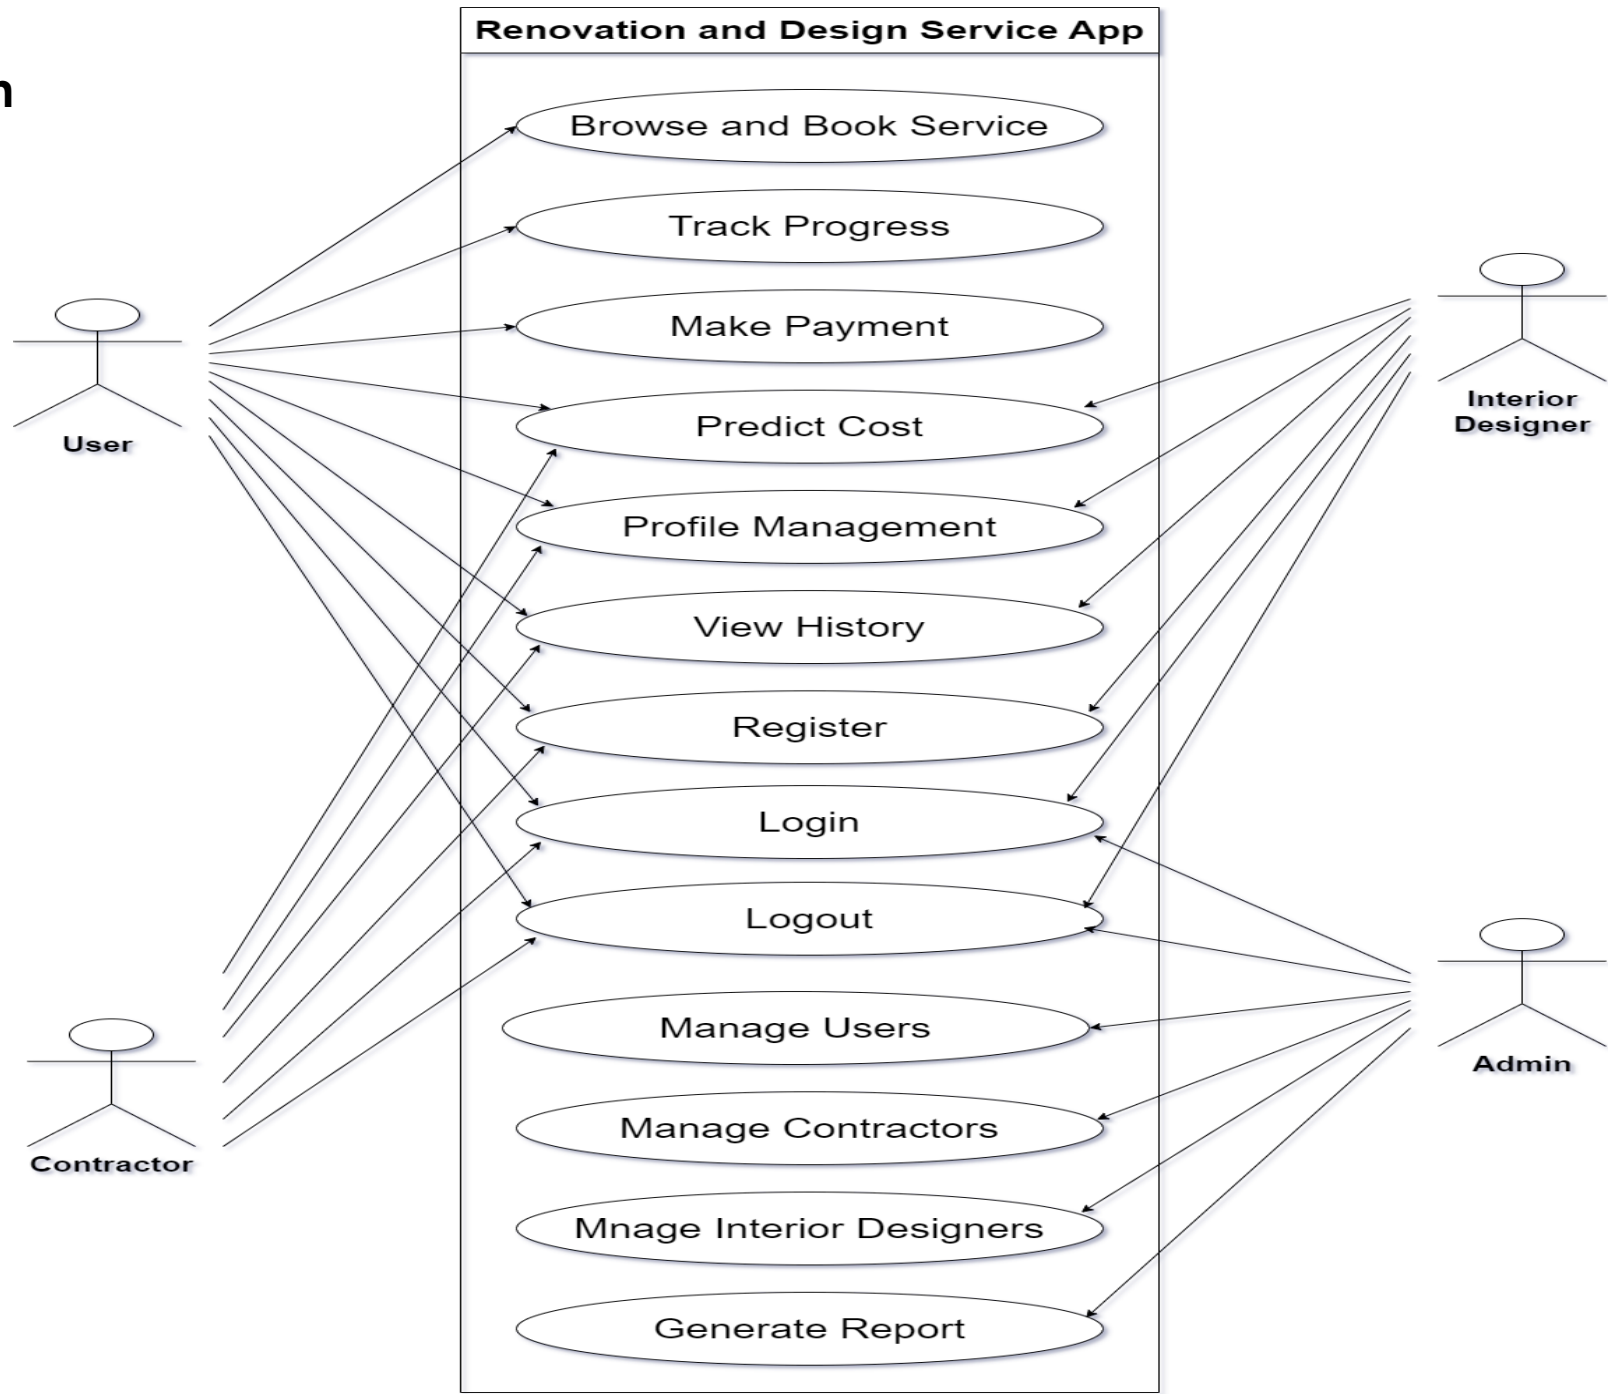 Renovation and Design Service App
n
Browse and Book Service
Track Progress
Make Payment
Predict Cost
Profile Management
View History
Register
Login
Logout
Manage Users
Manage Contractors
Mnage Interior Designers
Generate Report
User
Contractor
Interior
Designer
Admin